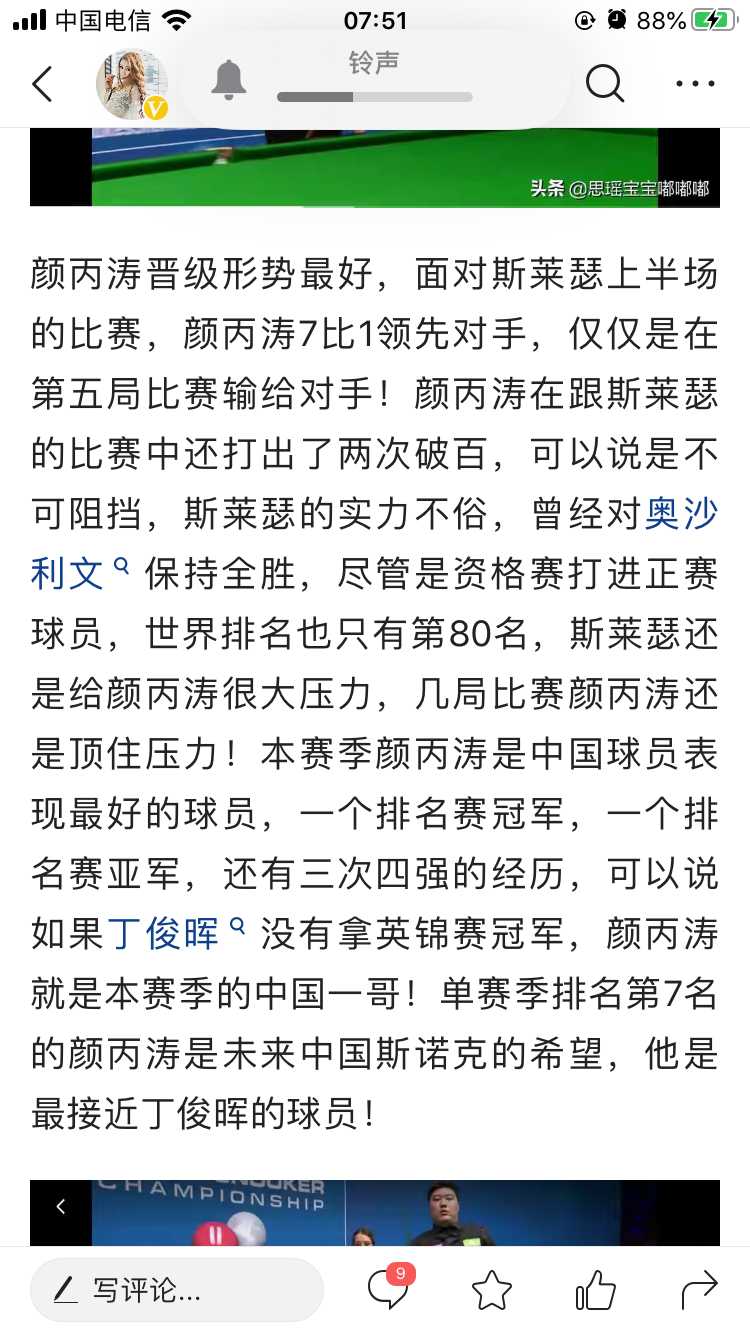 中国电信
07:51
88%
铃声
V
头条 @思瑶宝宝嘟嘟嘟
颜丙涛晋级形势最好，面对斯莱瑟上半场
的比赛，颜丙涛7比1领先对手，仅仅是在
第五局比赛输给对手！颜丙涛在跟斯莱瑟
的比赛中还打出了两次破百，可以说是不
可阻挡，斯莱瑟的实力不俗，曾经对奥沙
利文 保持全胜，尽管是资格赛打进正赛
球员，世界排名也只有第80名，斯莱瑟还
是给颜丙涛很大压力，几局比赛颜丙涛还
是顶住压力！本赛季颜丙涛是中国球员表
现最好的球员，一个排名赛冠军，一个排
名赛亚军，还有三次四强的经历，可以说
如果丁俊晖 没有拿英锦赛冠军，颜丙涛
就是本赛季的中国一哥！单赛季排名第7名
的颜丙涛是未来中国斯诺克的希望，他是
最接近丁俊晖的球员！
SNOOKER
CHAMPIONSHIP
写评论...
9